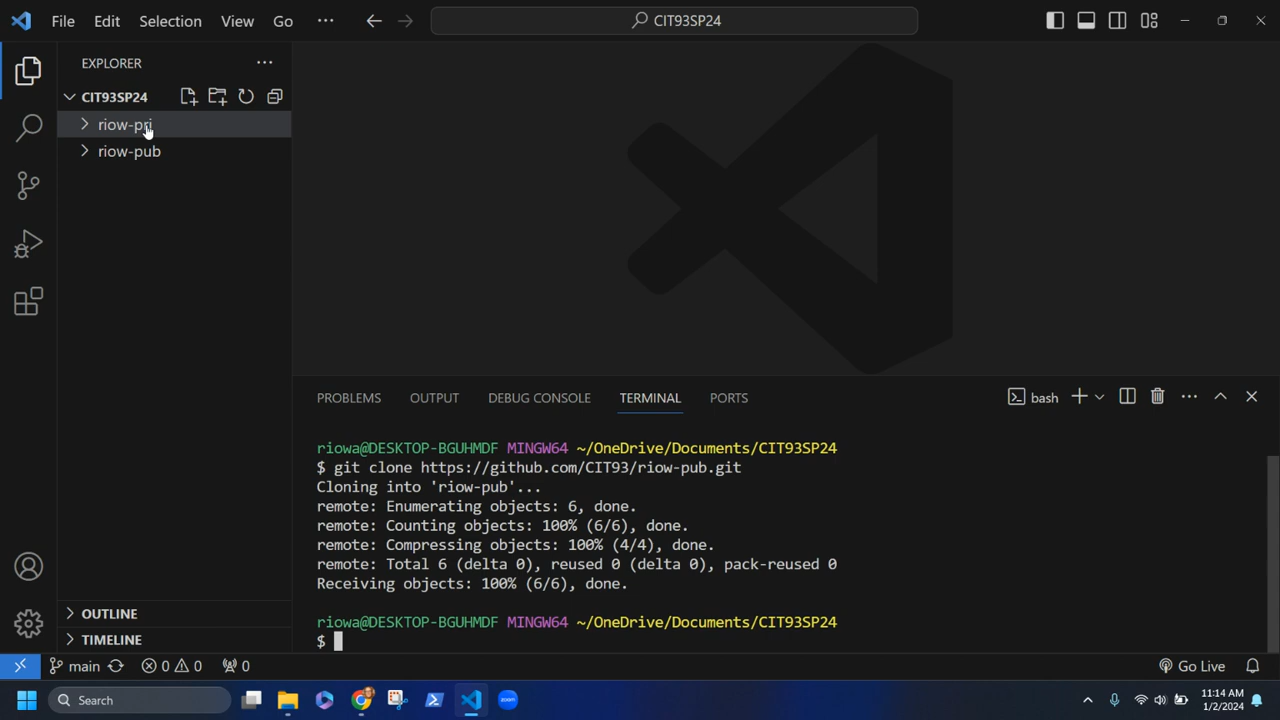 File Edit Selection View Go ··· CIT93SP24
EXPLORER ···
CIT93SP24
riow-pri
riow-pub
PROBLEMS OUTPUT DEBUG CONSOLE TERMINAL PORTS bash
riowa@DESKTOP-BGUHMDF MINGW64 ~/OneDrive/Documents/CIT93SP24
$ git clone https://github.com/CIT93/riow-pub.git
Cloning into 'riow-pub'...
remote: Enumerating objects: 6, done.
remote: Counting objects: 100% (6/6), done.
remote: Compressing objects: 100% (4/4), done.
remote: Total 6 (delta 0), reused 0 (delta 0), pack-reused 0
Receiving objects: 100% (6/6), done.
riowa@DESKTOP-BGUHMDF MINGW64 ~/OneDrive/Documents/CIT93SP24
$
OUTLINE
TIMELINE
main 0 0 0 Go Live
Search zoom 11:14 AM
1/2/2024